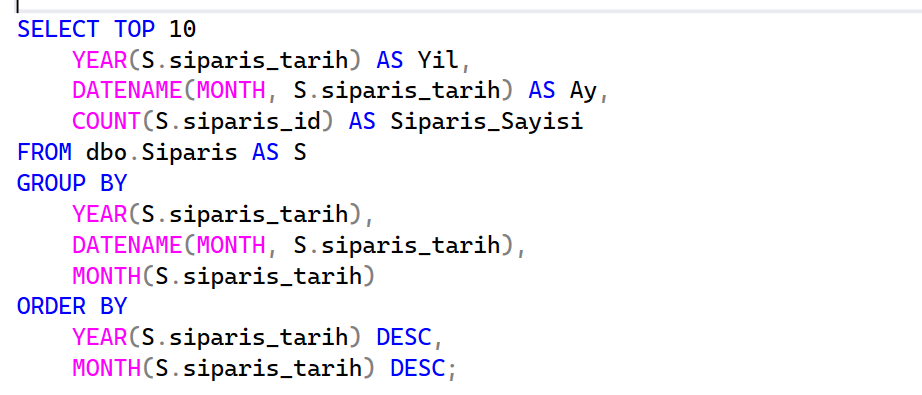 SELECT TOP 10
    YEAR(S.siparis_tarih) AS Yil,
    DATENAME(MONTH, S.siparis_tarih) AS Ay,
    COUNT(S.siparis_id) AS Siparis_Sayisi
FROM dbo.Siparis AS S
GROUP BY
    YEAR(S.siparis_tarih),
    DATENAME(MONTH, S.siparis_tarih),
    MONTH(S.siparis_tarih)
ORDER BY
    YEAR(S.siparis_tarih) DESC,
    MONTH(S.siparis_tarih) DESC;